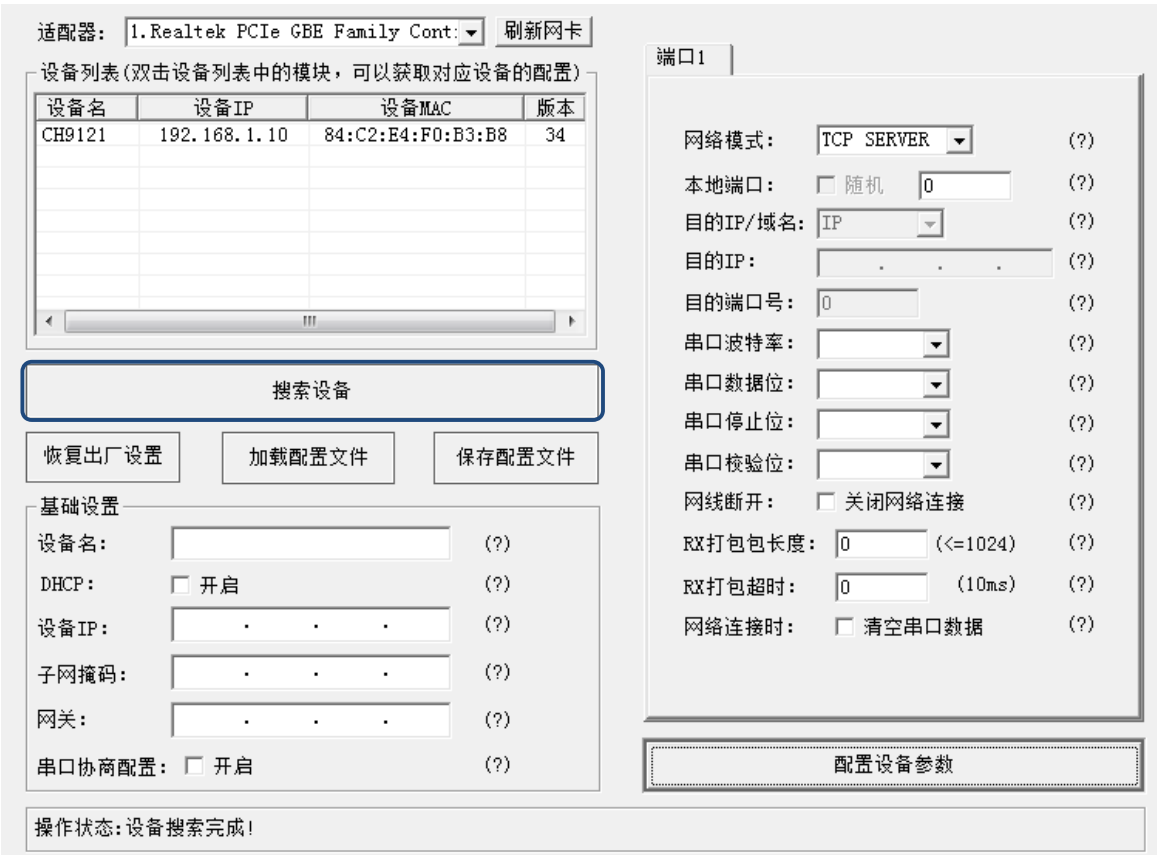 适配器: 1.Realtek PCIe GBE Family Cont: 刷新网卡
设备列表(双击设备列表中的模块，可以获取对应设备的配置)
设备名 设备IP 设备MAC 版本
CH9121 192.168.1.10 84:C2:E4:F0:B3:B8 34
搜索设备
恢复出厂设置 加载配置文件 保存配置文件
基础设置
设备名: (?)
DHCP: 开启 (?)
设备IP: . . . (?)
子网掩码: . . . (?)
网关: . . . (?)
串口协商配置: 开启 (?)
端口1
网络模式: TCP SERVER (?)
本地端口: 随机 0 (?)
目的IP/域名: IP (?)
目的IP: . . . (?)
目的端口号: 0 (?)
串口波特率: (?)
串口数据位: (?)
串口停止位: (?)
串口校验位: (?)
网线断开: 关闭网络连接 (?)
RX打包包长度: 0 (<=1024) (?)
RX打包超时: 0 (10ms) (?)
网络连接时: 清空串口数据 (?)
配置设备参数
操作状态:设备搜索完成!